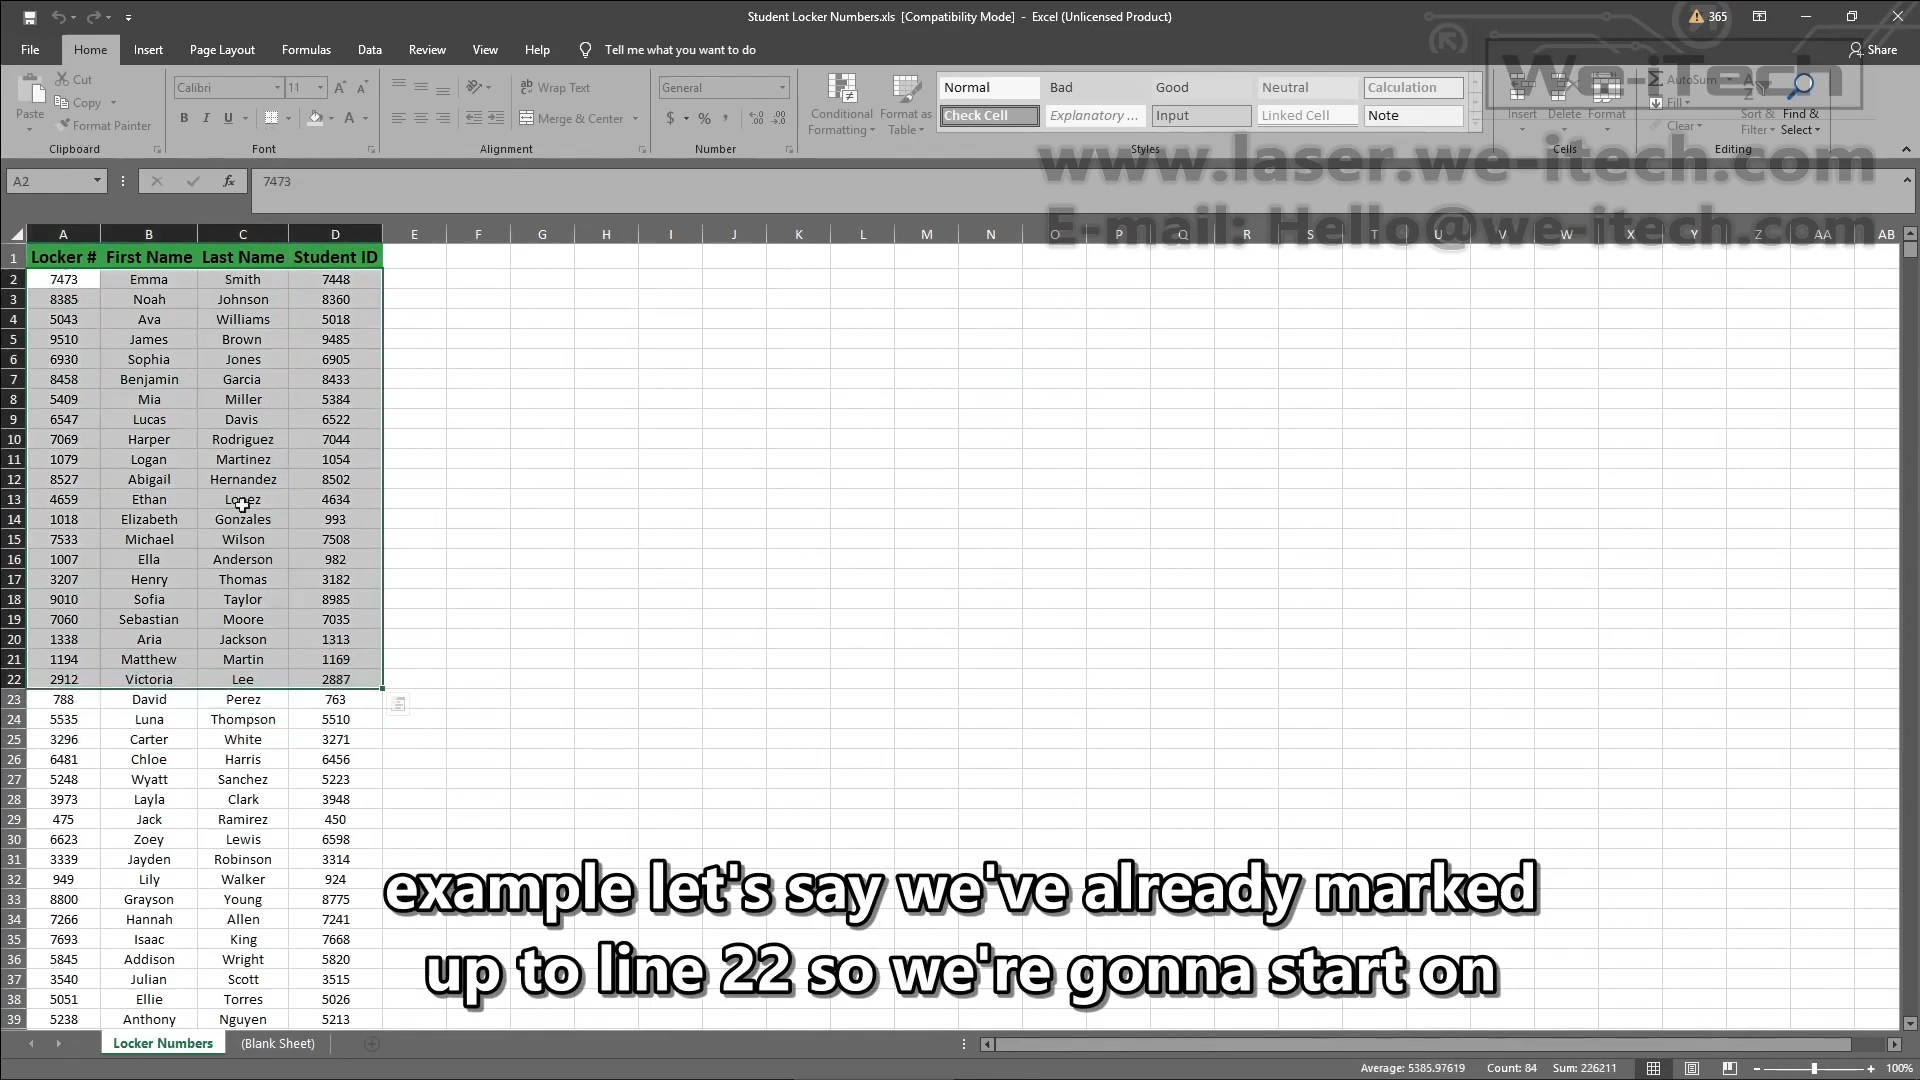 Student Locker Numbers.xls [Compatibility Mode] - Excel (Unlicensed Product)
365
File Home Insert Page Layout Formulas Data Review View Help Tell me what you want to do
Share
We-iTech
Paste
Cut
Copy
Format Painter
Clipboard
Calibri 11
B I U
Font
Wrap Text
Merge & Center
Alignment
General
$ % ,
Number
Conditional Formatting
Format as Table
Normal Bad Good Neutral Calculation
Check Cell Explanatory ... Input Linked Cell Note
Styles
Insert Delete Format
Cells
AutoSum
Fill
Clear
Sort & Filter
Find & Select
Editing
www.laser.we-itech.com
E-mail: Hello@we-itech.com
A2 fx 7473
A B C D E F G H I J K L M N O P Q R S T U V W X Y Z AA AB
1 Locker # First Name Last Name Student ID
2 7473 Emma Smith 7448
3 8385 Noah Johnson 8360
4 5043 Ava Williams 5018
5 9510 James Brown 9485
6 6930 Sophia Jones 6905
7 8458 Benjamin Garcia 8433
8 5409 Mia Miller 5384
9 6547 Lucas Davis 6522
10 7069 Harper Rodriguez 7044
11 1079 Logan Martinez 1054
12 8527 Abigail Hernandez 8502
13 4659 Ethan Lopez 4634
14 1018 Elizabeth Gonzales 993
15 7533 Michael Wilson 7508
16 1007 Ella Anderson 982
17 3207 Henry Thomas 3182
18 9010 Sofia Taylor 8985
19 7060 Sebastian Moore 7035
20 1338 Aria Jackson 1313
21 1194 Matthew Martin 1169
22 2912 Victoria Lee 2887
23 788 David Perez 763
24 5535 Luna Thompson 5510
25 3296 Carter White 3271
26 6481 Chloe Harris 6456
27 5248 Wyatt Sanchez 5223
28 3973 Layla Clark 3948
29 475 Jack Ramirez 450
30 6623 Zoey Lewis 6598
31 3339 Jayden Robinson 3314
32 949 Lily Walker 924
33 8800 Grayson Young 8775
34 7266 Hannah Allen 7241
35 7693 Isaac King 7668
36 5845 Addison Wright 5820
37 3540 Julian Scott 3515
38 5051 Ellie Torres 5026
39 5238 Anthony Nguyen 5213
example let's say we've already marked
up to line 22 so we're gonna start on
Locker Numbers (Blank Sheet)
Average: 5385.97619 Count: 84 Sum: 226211 100%